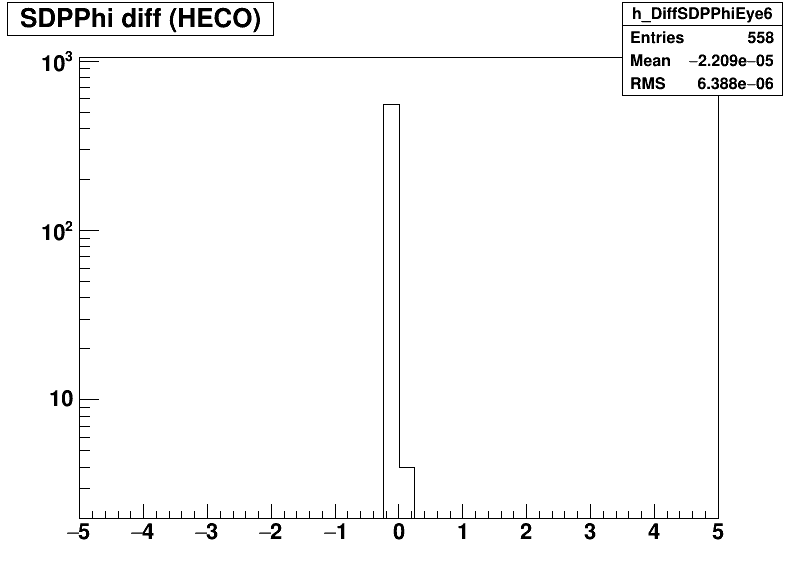 SDPPhi diff (HECO)
h_DiffSDPPhiEye6
Entries 558
Mean −2.209e−05
RMS 6.388e−06
10³
10²
10
−5 −4 −3 −2 −1 0 1 2 3 4 5